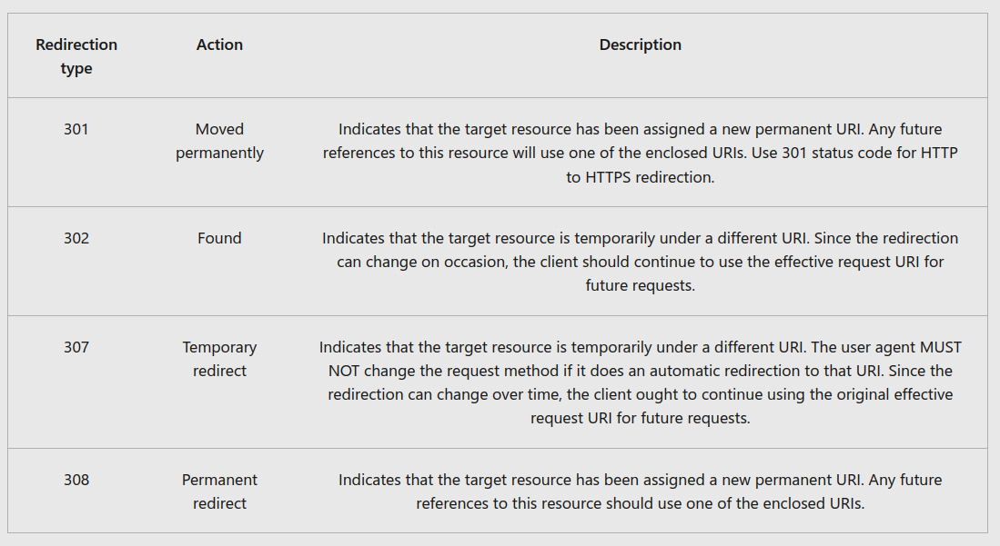 Redirection type
Action
Description
301
Moved permanently
Indicates that the target resource has been assigned a new permanent URI. Any future
references to this resource will use one of the enclosed URIs. Use 301 status code for HTTP
to HTTPS redirection.
302
Found
Indicates that the target resource is temporarily under a different URI. Since the redirection
can change on occasion, the client should continue to use the effective request URI for
future requests.
307
Temporary redirect
Indicates that the target resource is temporarily under a different URI. The user agent MUST
NOT change the request method if it does an automatic redirection to that URI. Since the
redirection can change over time, the client ought to continue using the original effective
request URI for future requests.
308
Permanent redirect
Indicates that the target resource has been assigned a new permanent URI. Any future
references to this resource should use one of the enclosed URIs.